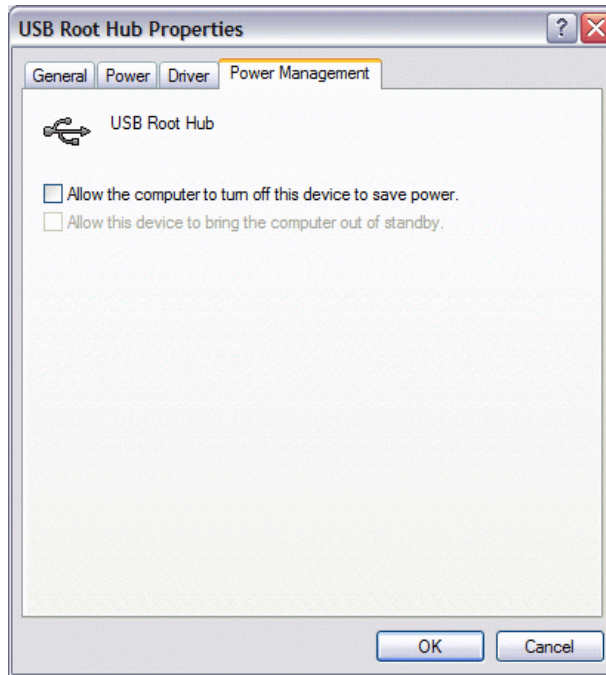 USB Root Hub Properties
General Power Driver Power Management
USB Root Hub
Allow the computer to turn off this device to save power.
Allow this device to bring the computer out of standby.
OK Cancel